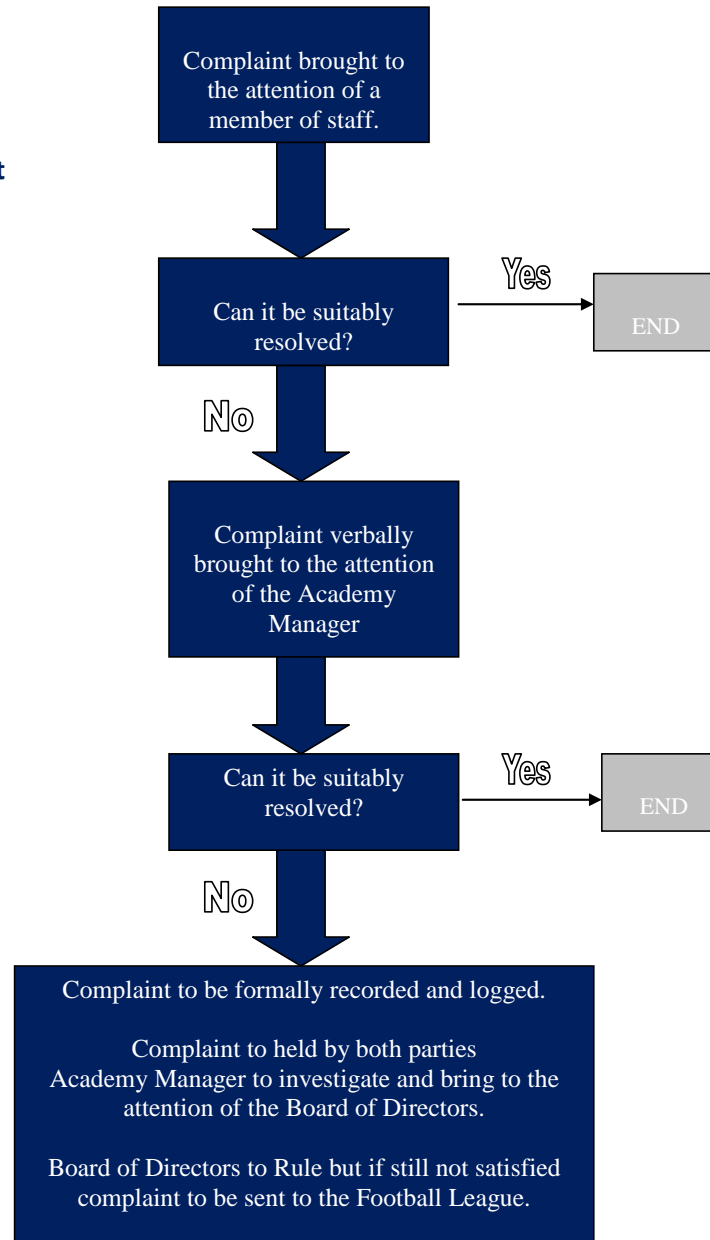 Complaint brought to
the attention of a
member of staff.
t
Can it be suitably
resolved?
Yes
END
No
Complaint verbally
brought to the attention
of the Academy
Manager
Can it be suitably
resolved?
Yes
END
No
Complaint to be formally recorded and logged.
Complaint to held by both parties
Academy Manager to investigate and bring to the
attention of the Board of Directors.
Board of Directors to Rule but if still not satisfied
complaint to be sent to the Football League.